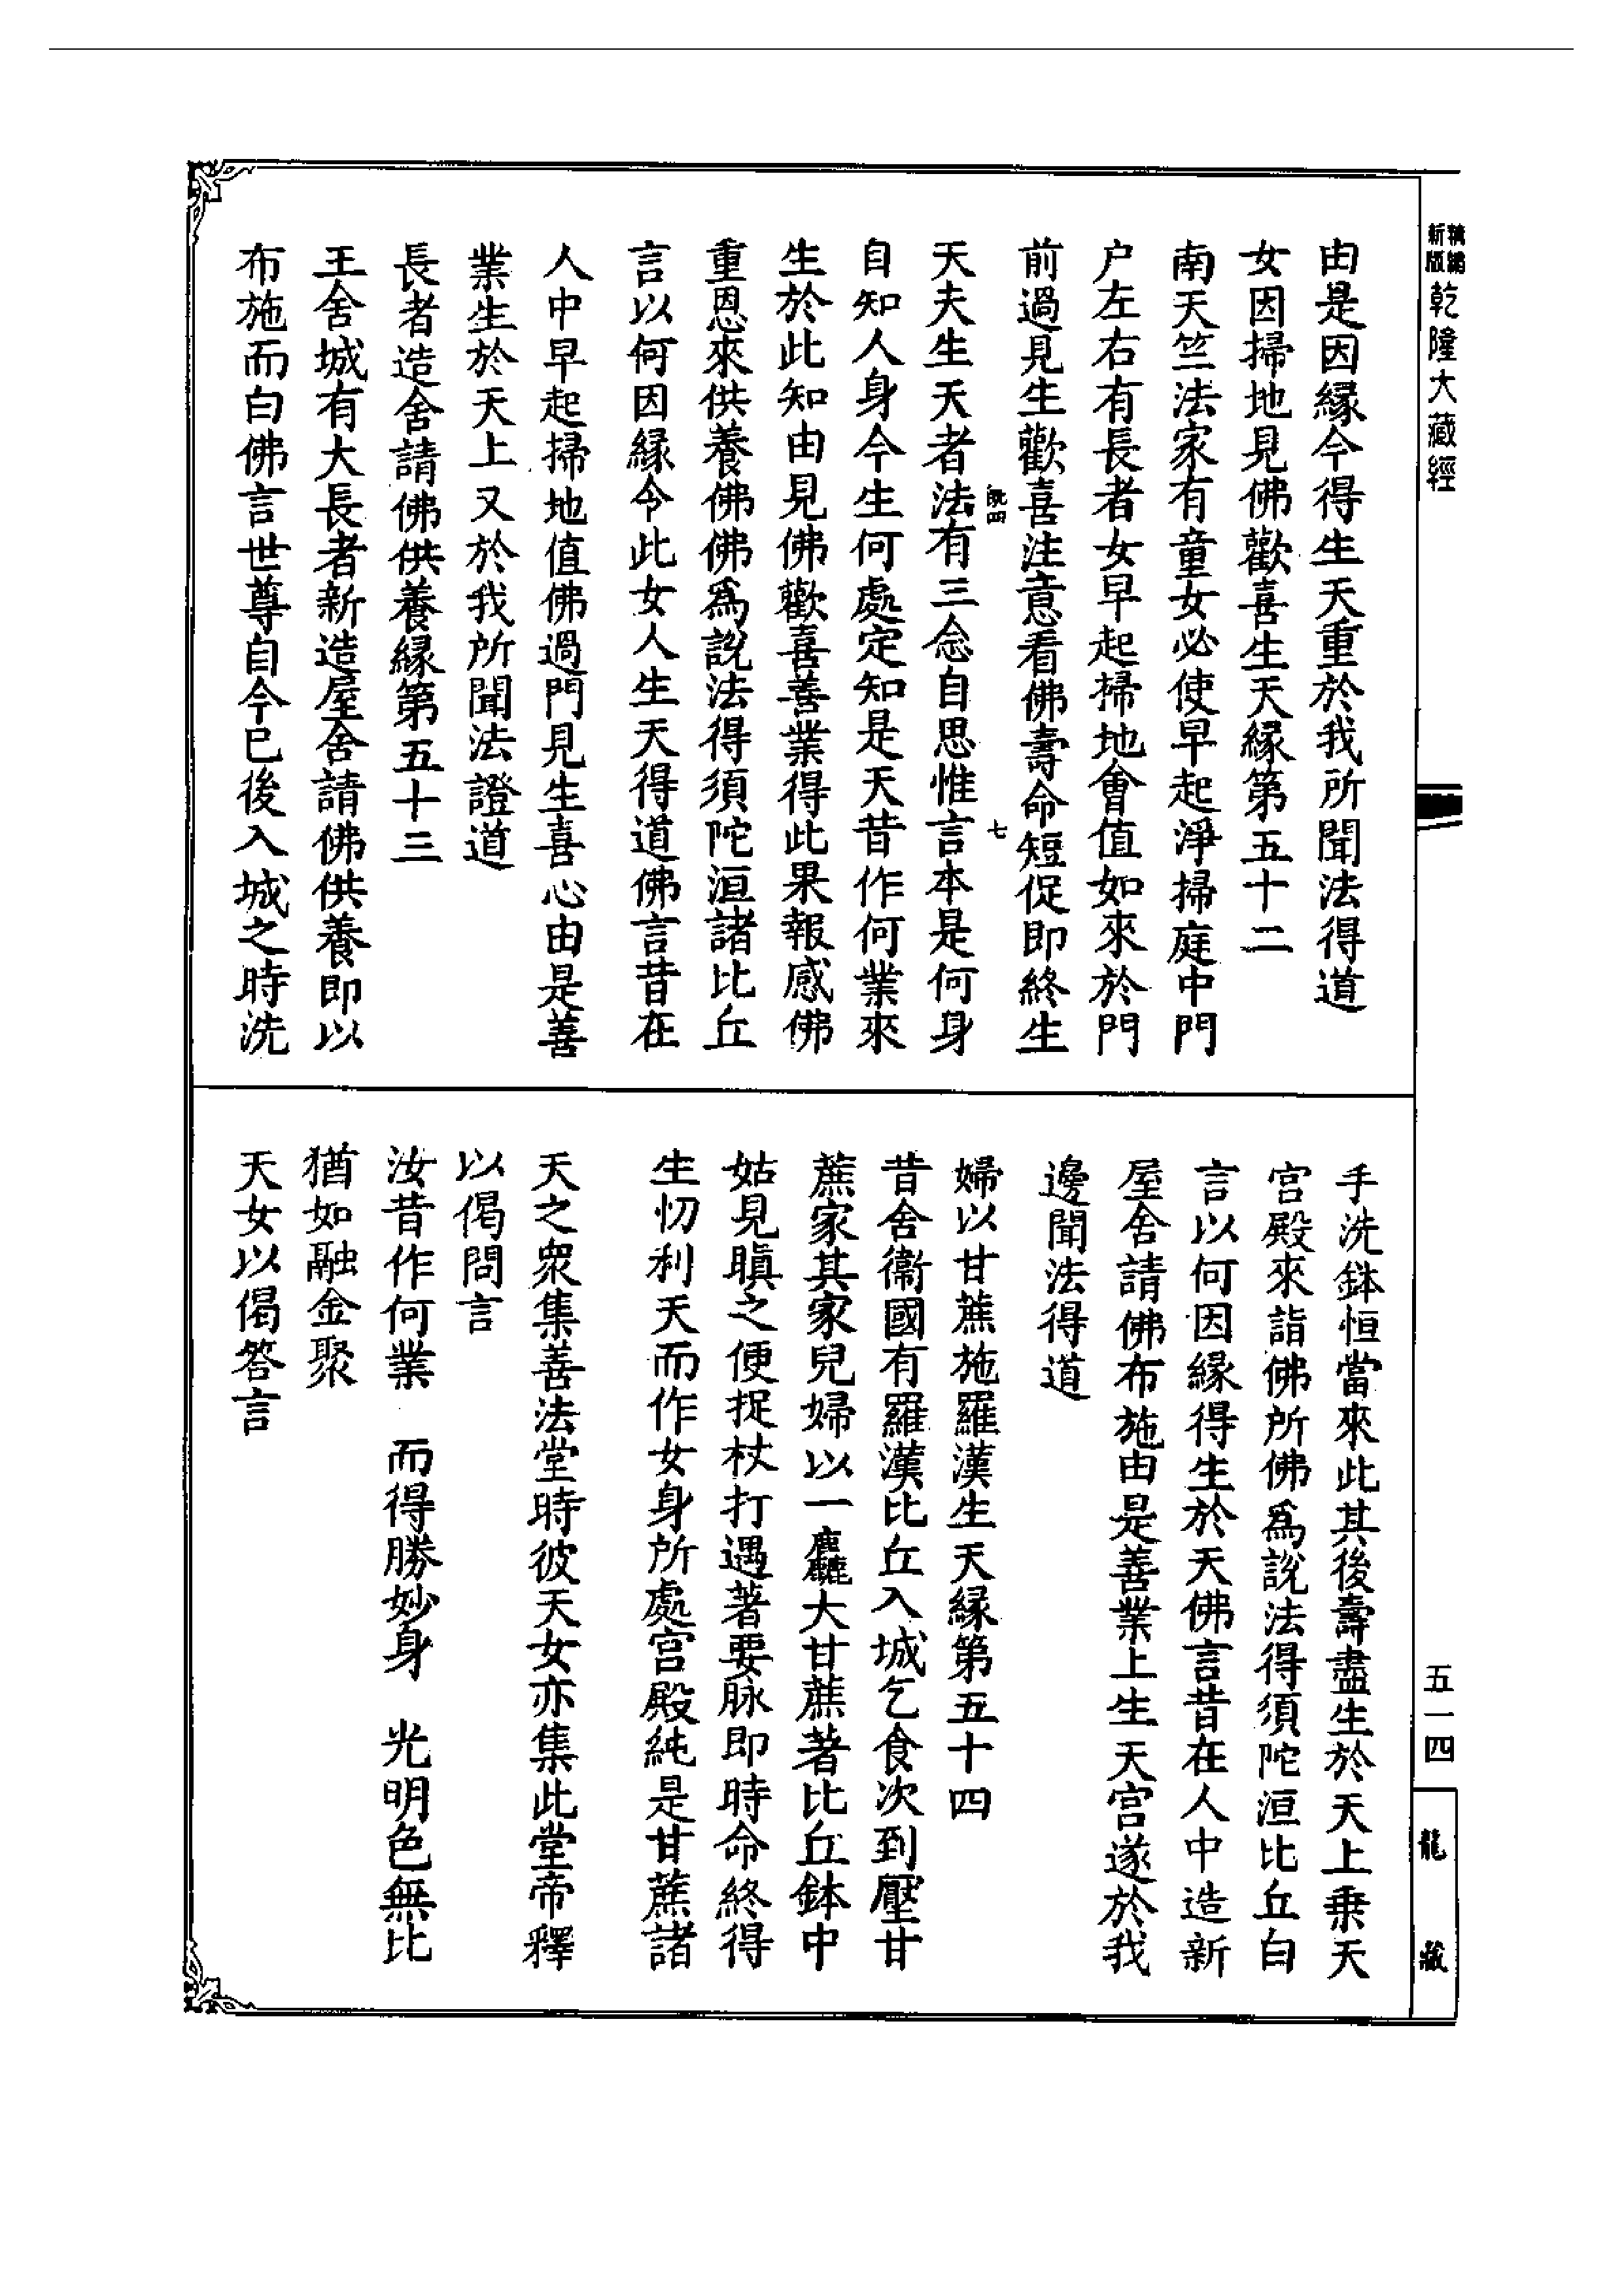 新編
新版
乾隆大藏經
由是因緣今得生天重於我所聞法得道
女因掃地見佛歡喜生天緣第五十二
南天竺法家有童女必使早起淨掃庭中門
户左右有長者女早起掃地會值如來於門
前過見生歡喜注意看佛壽命短促即終生
天夫生天者法有三念自思惟言本是何身
七
自知人身今生何處定知是天昔作何業來
生於此知由見佛歡喜善業得此果報感佛
重恩來供養佛佛為說法得須陀洹諸比丘
言以何因緣令此女人生天得道佛言昔在
人中早起掃地值佛過門見生喜心由是善
業生於天上又於我所聞法證道
長者造舍請佛供養緣第五十三
王舍城有大長者新造屋舍請佛供養即以
布施而白佛言世尊自今已後入城之時洗
手洗鉢恒當來此其後壽盡生於天上乗天
宫殿來詣佛所佛為說法得須陀洹比丘白
言以何因緣得生於天佛言昔在人中造新
屋舍請佛布施由是善業上生天宫遂於我
邊聞法得道
婦以甘蔗施羅漢生天緣第五十四
昔舍衞國有羅漢比丘入城乞食次到壓甘
蔗家其家兒婦以一麤大甘蔗著比丘鉢中
姑見瞋之便捉杖打遇著要脉即時命終得
生忉利天而作女身所處宫殿純是甘蔗諸
天之衆集善法堂時彼天女亦集此堂帝釋
以偈問言
汝昔作何業　而得勝妙身　光明色無比
猶如融金聚
天女以偈答言
五一四
龍藏